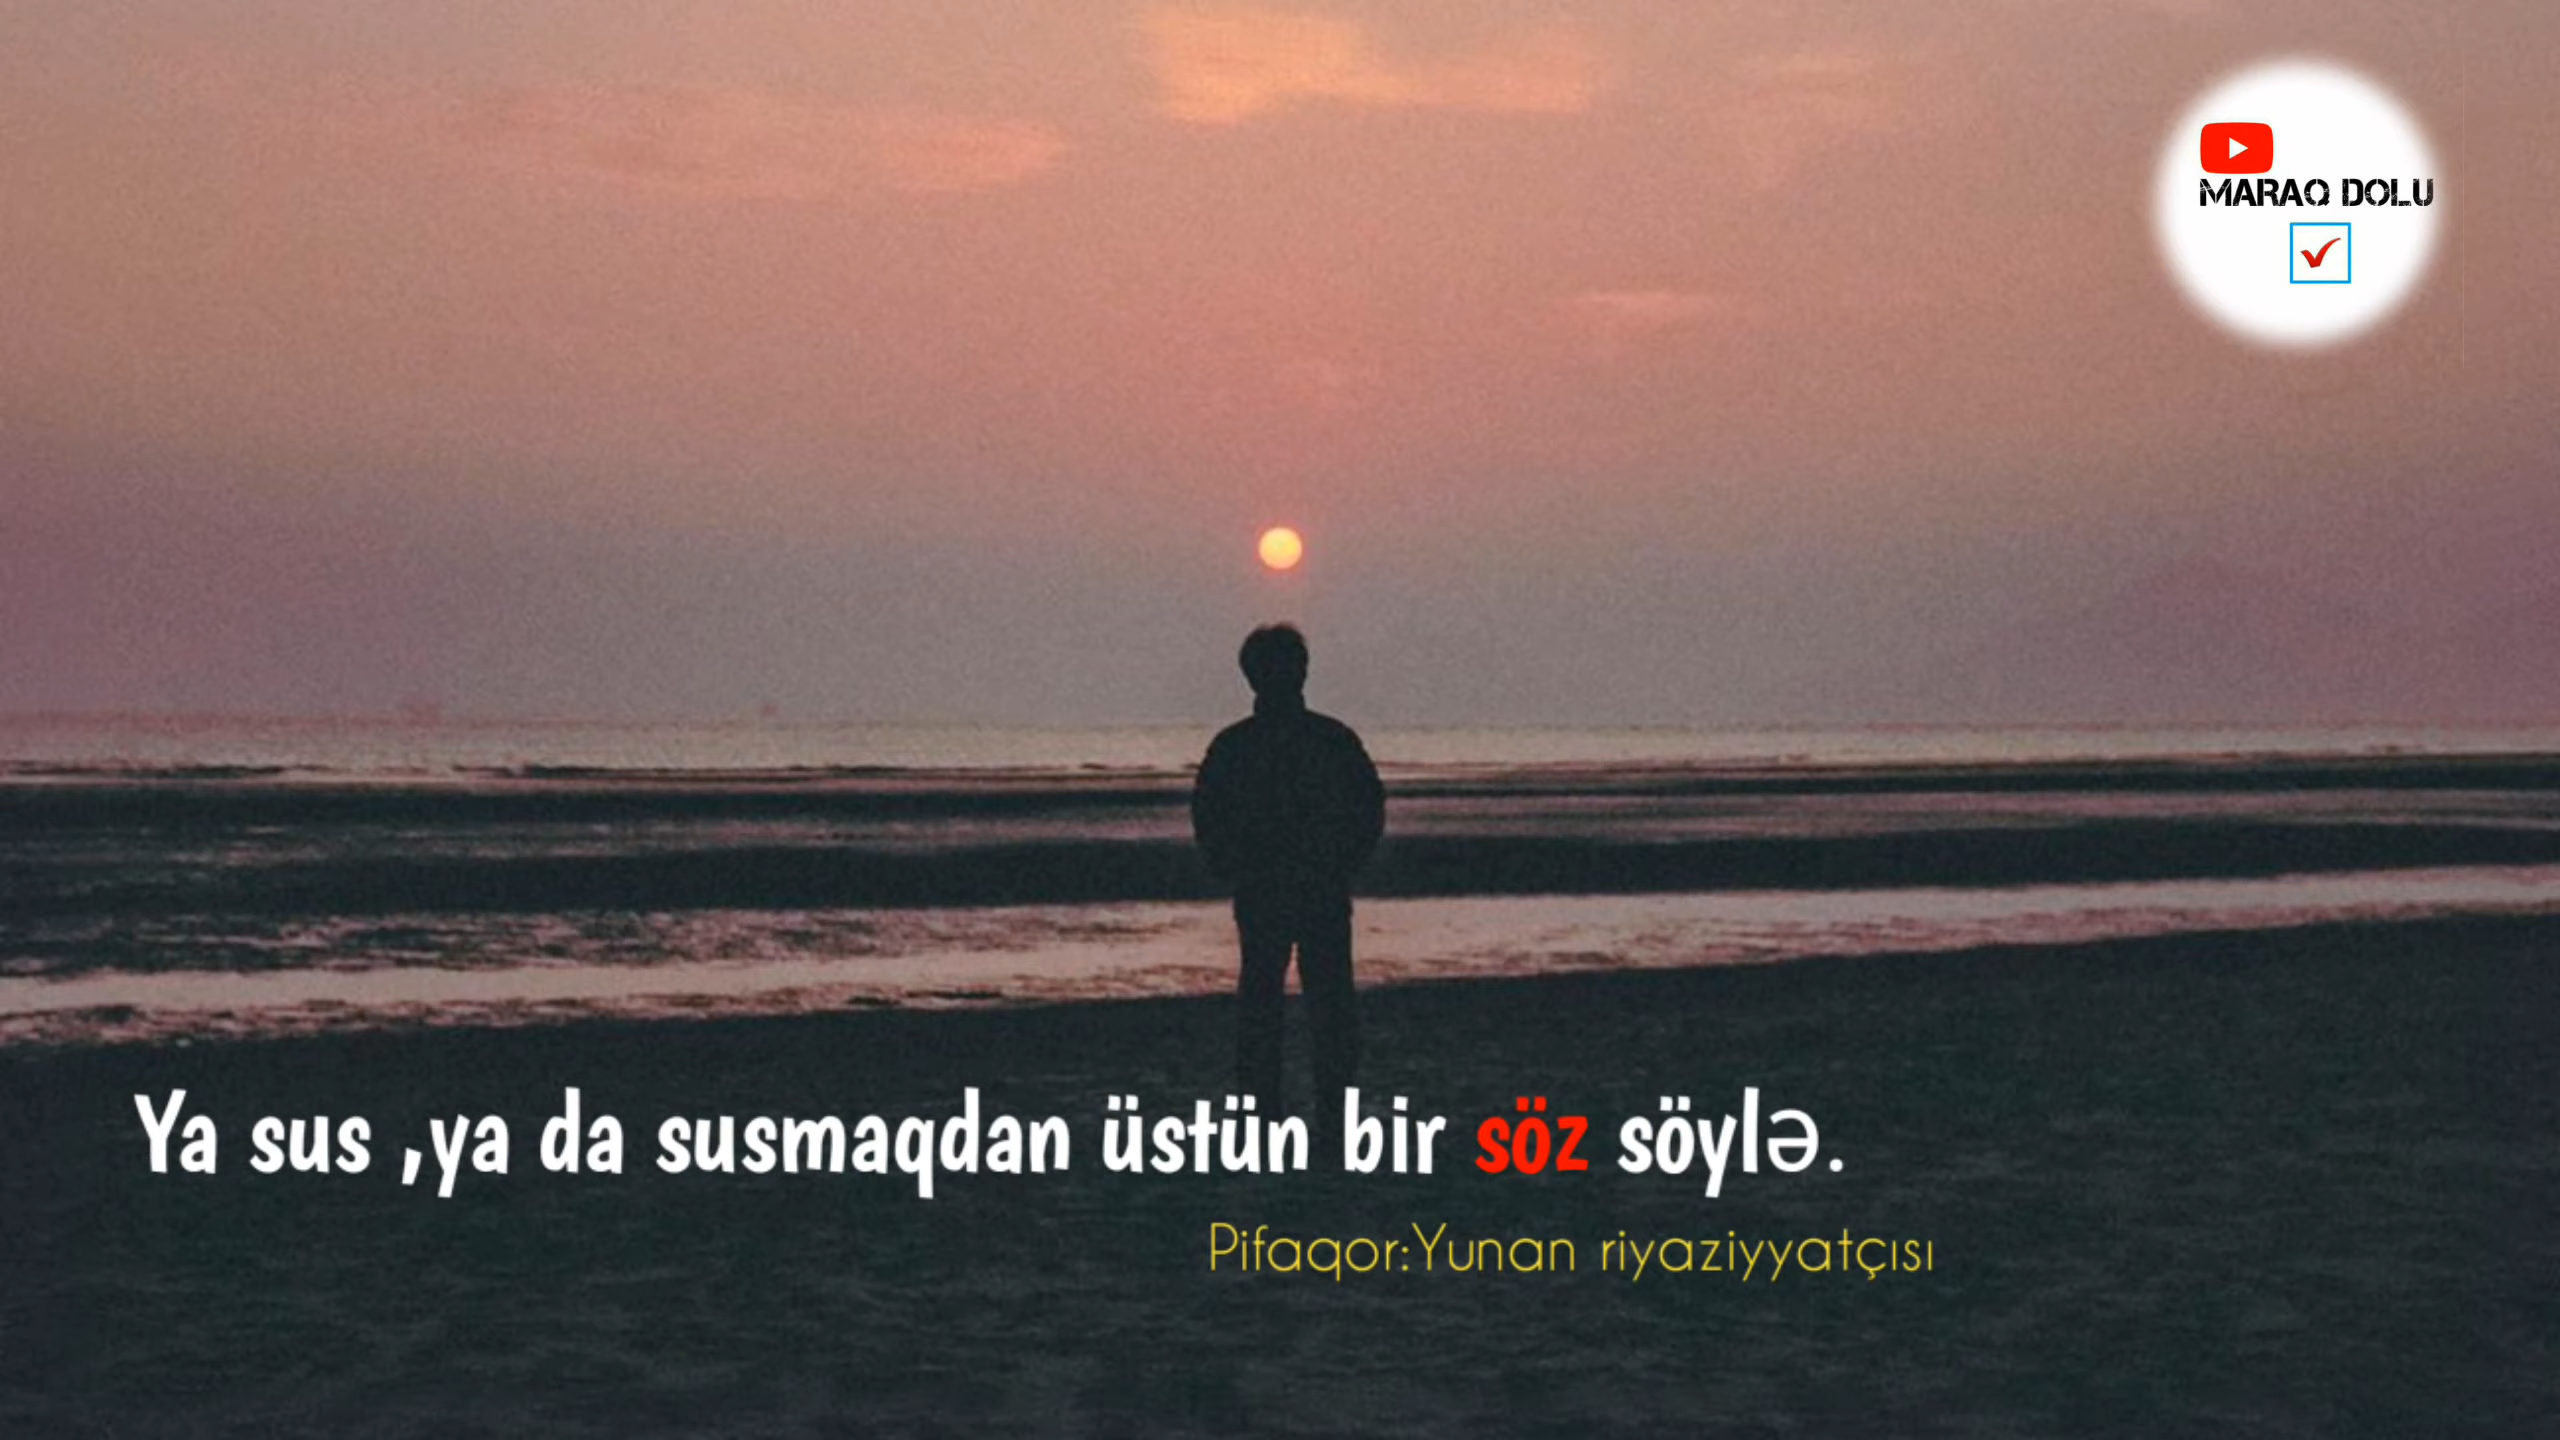 MARAQ DOLU
Ya sus ,ya da susmaqdan üstün bir söz söylə.
Pifaqor:Yunan riyaziyyatçısı